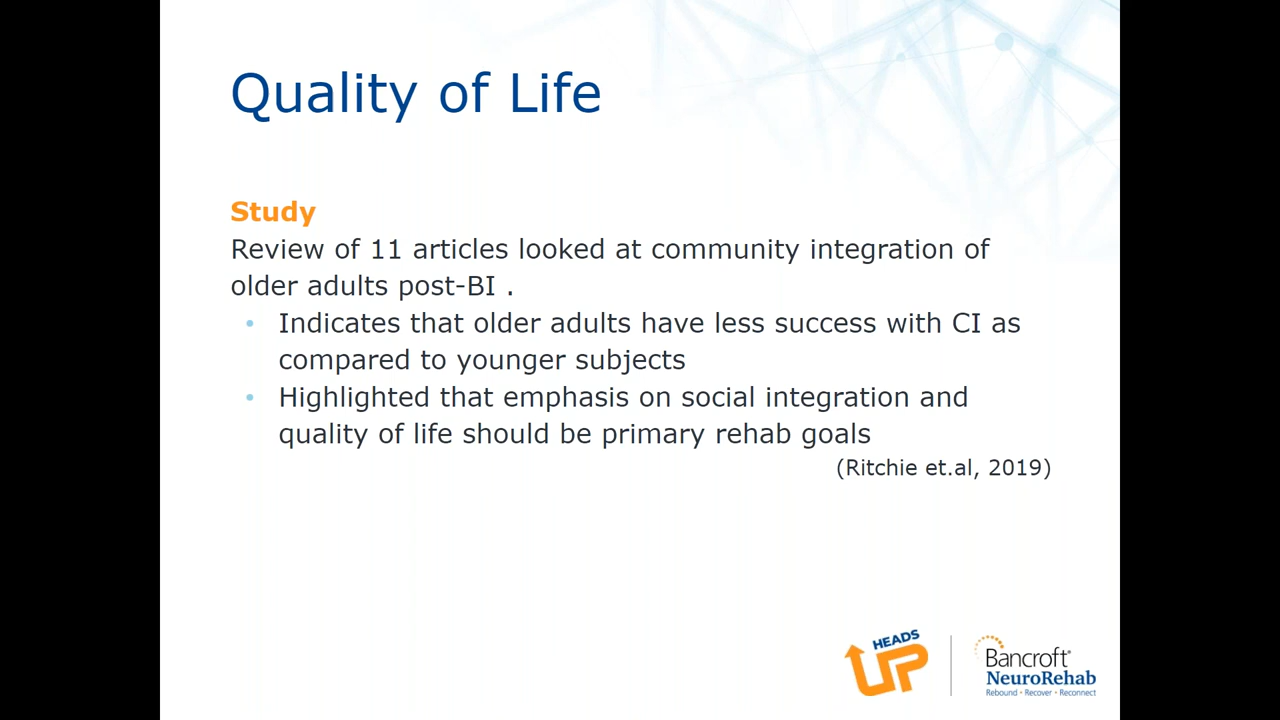 Quality of Life
Study
Review of 11 articles looked at community integration of
older adults post-BI .
• Indicates that older adults have less success with CI as
compared to younger subjects
• Highlighted that emphasis on social integration and
quality of life should be primary rehab goals
(Ritchie et.al, 2019)
HEADS
UP
Bancroft®
NeuroRehab
Rebound • Recover • Reconnect